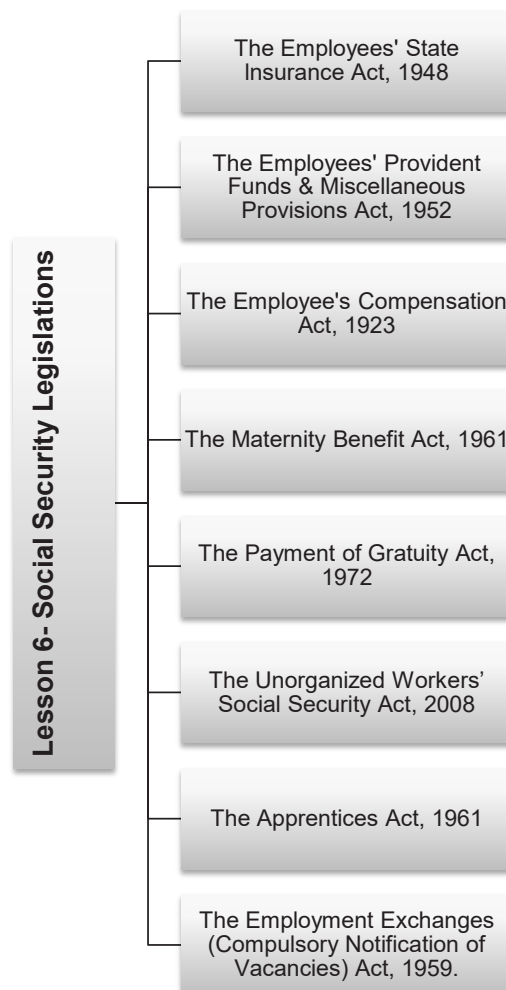 Lesson 6- Social Security Legislations
The Employees' State
Insurance Act, 1948
The Employees' Provident
Funds & Miscellaneous
Provisions Act, 1952
The Employee's Compensation
Act, 1923
The Maternity Benefit Act, 1961
The Payment of Gratuity Act,
1972
The Unorganized Workers’
Social Security Act, 2008
The Apprentices Act, 1961
The Employment Exchanges
(Compulsory Notification of
Vacancies) Act, 1959.